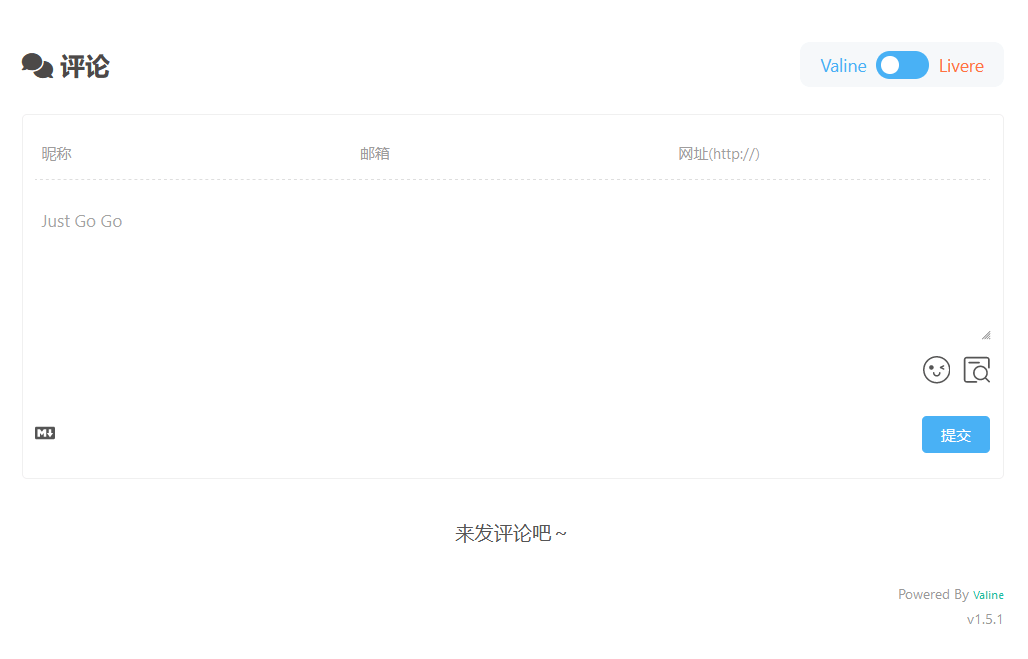 评论
Valine Livere
昵称 邮箱 网址(http://)
Just Go Go
M↓
提交
来发评论吧~
Powered By Valine
v1.5.1